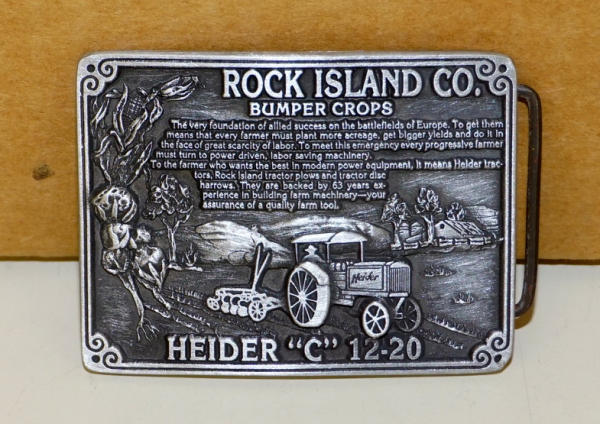 ROCK ISLAND CO.
BUMPER CROPS
The very foundation of allied success on the battlefields of Europe. To get them
means that every farmer must plant more acreage, get bigger yields and do it in
the face of great scarcity of labor. To meet this emergency every progressive farmer
must turn to power driven, labor saving machinery.
To the farmer who wants the best in modern power equipment, it means Heider trac-
tors, Rock Island tractor plows and tractor disc
harrows. They are backed by 63 years ex-
perience in building farm machinery—your
assurance of a quality farm tool.
Heider
HEIDER "C" 12-20